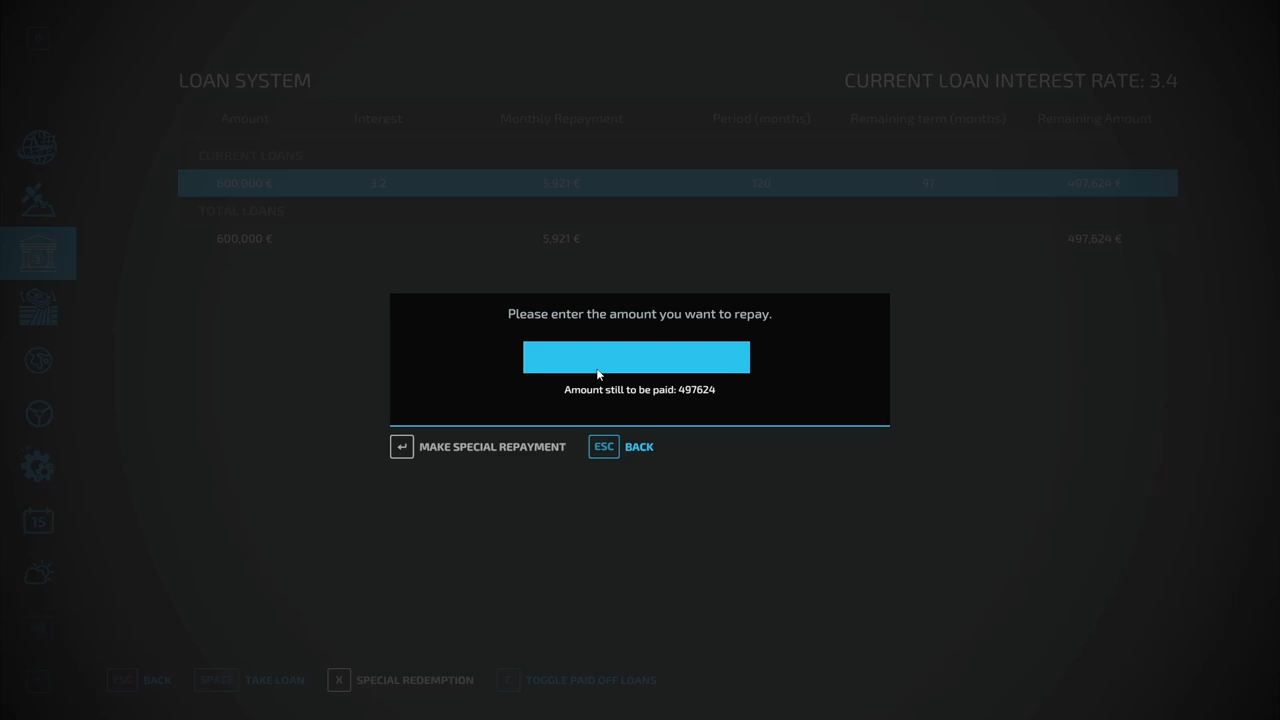 LOAN SYSTEM
CURRENT LOAN INTEREST RATE: 3.4
Amount Interest Monthly Repayment Period (months) Remaining term (months) Remaining Amount
CURRENT LOANS
600,000 € 3.2 5,921 € 120 97 497,624 €
TOTAL LOANS
600,000 € 5,921 € 497,624 €
Please enter the amount you want to repay.
Amount still to be paid: 497624
MAKE SPECIAL REPAYMENT ESC BACK
15
ESC BACK SPACE TAKE LOAN X SPECIAL REDEMPTION TOGGLE PAID OFF LOANS